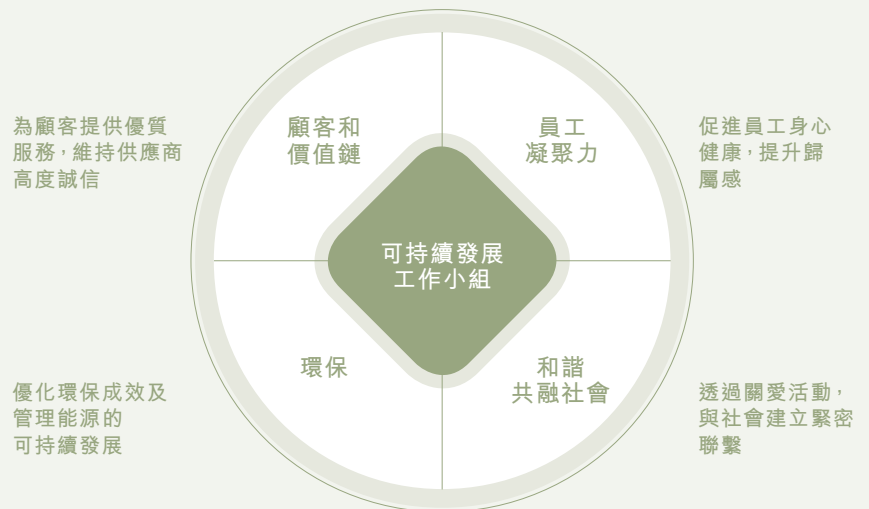 為顧客提供優質
服務，維持供應商
高度誠信
顧客和
價值鏈
員工
凝聚力
促進員工身心
健康，提升歸
屬感
可持續發展
工作小組
優化環保成效及
管理能源的
可持續發展
環保
和諧
共融社會
透過關愛活動，
與社會建立緊密
聯繫